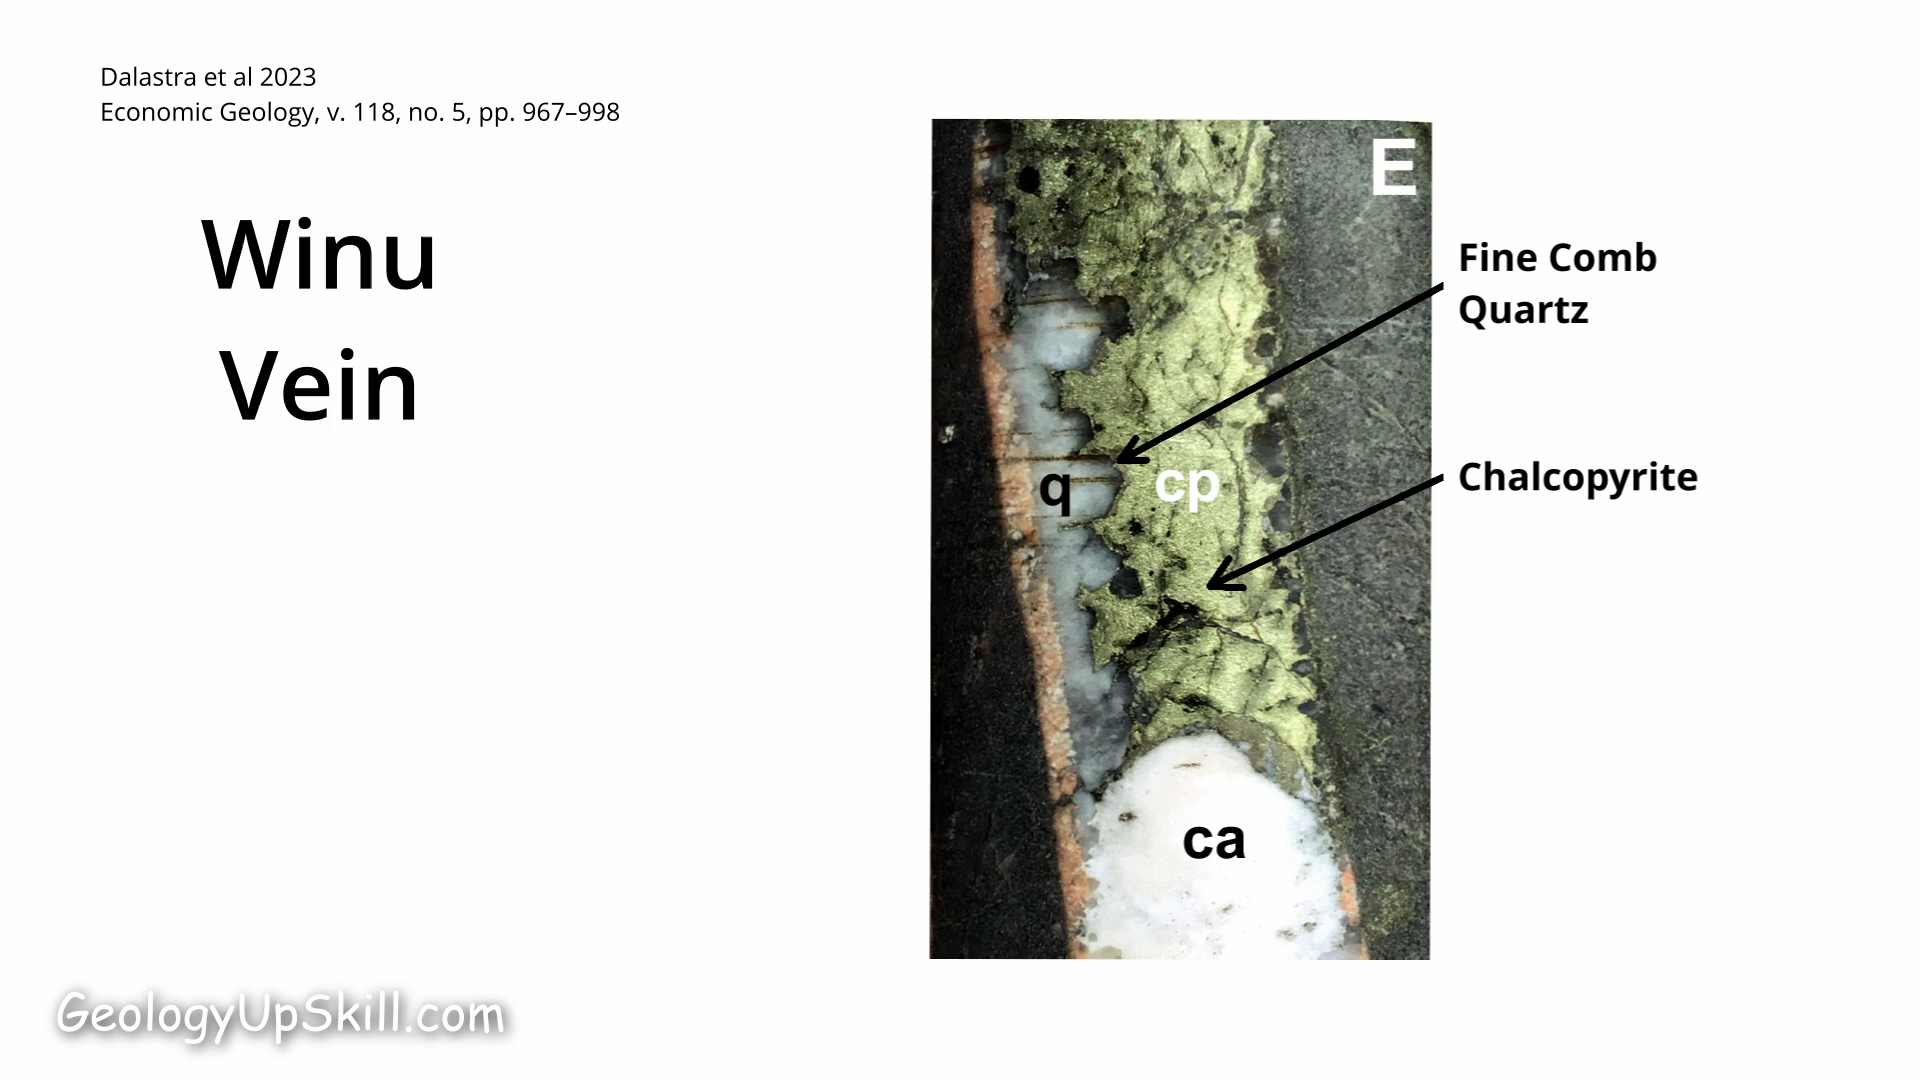 Dalastra et al 2023
Economic Geology, v. 118, no. 5, pp. 967–998
Winu
Vein
E
Fine Comb
Quartz
q
cp
Chalcopyrite
ca
GeologyUpSkill.com